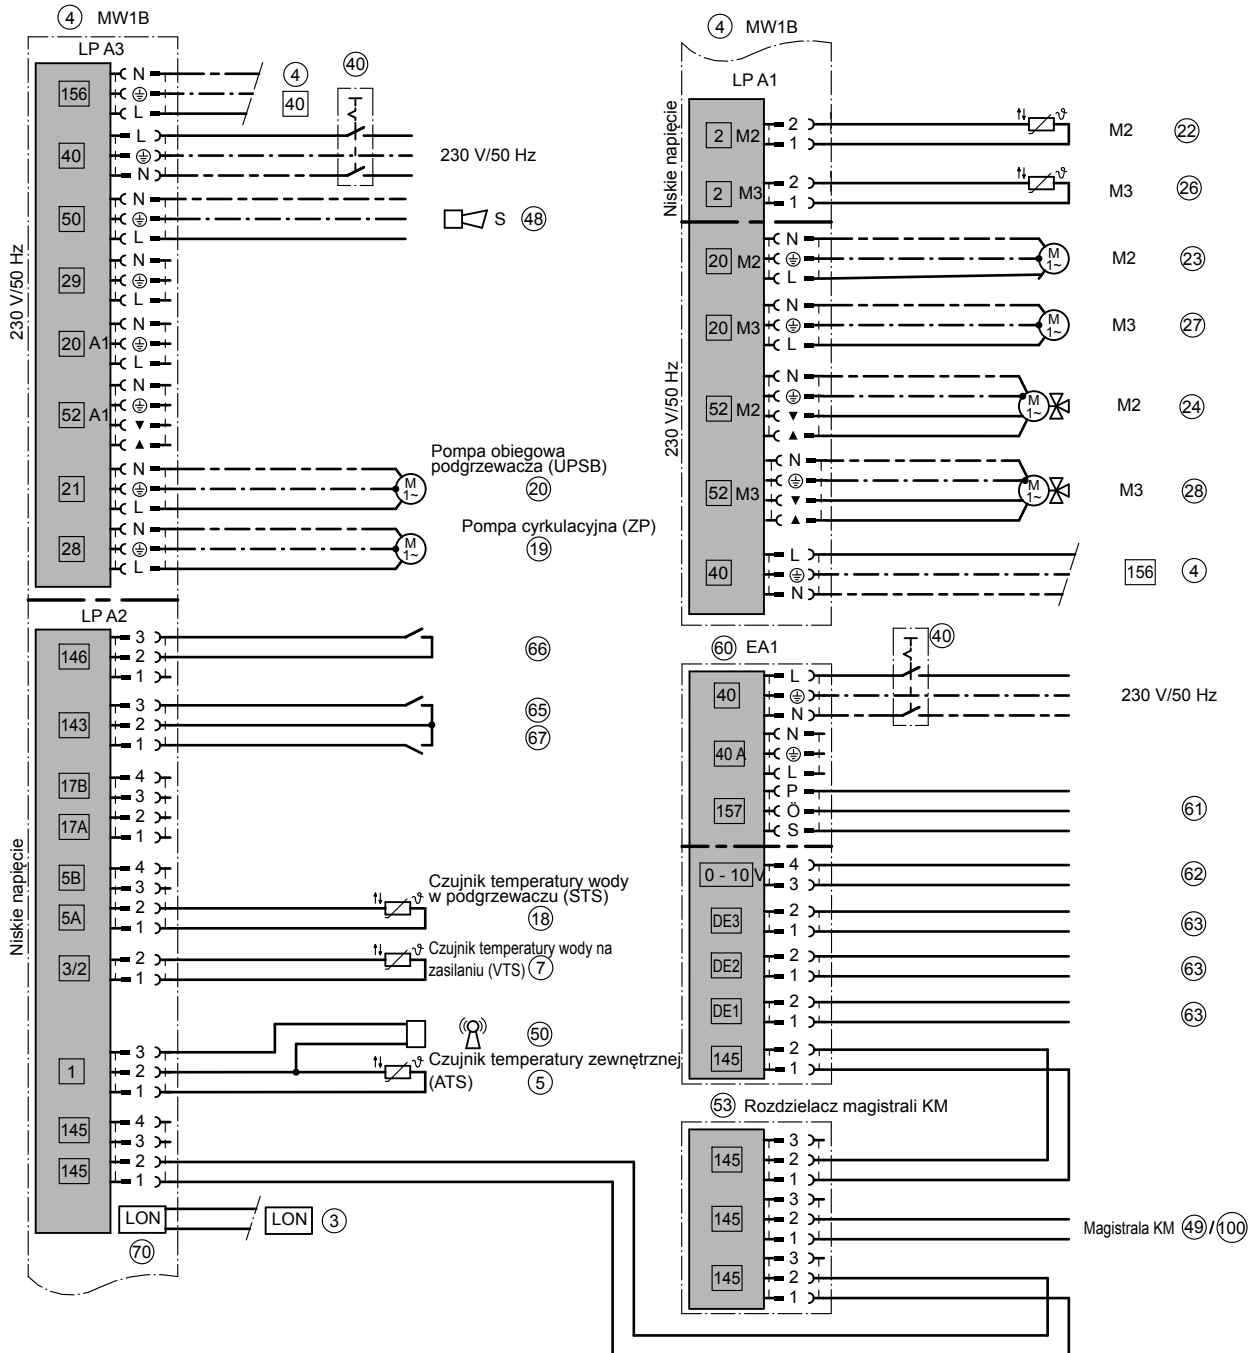 ④ MW1B
LP A3
230 V/50 Hz
156
N
L
④
40
㊵
40
L
N
230 V/50 Hz
50
N
L
S ㊽
29
N
L
20 A1
N
L
52 A1
N
▼
▲
21
N
L
M
1~
Pompa obiegowa
podgrzewacza (UPSB)
⑳
28
N
L
M
1~
Pompa cyrkulacyjna (ZP)
⑲
LP A2
Niskie napięcie
146
3
2
1
66
143
3
2
1
65
67
17B
4
3
17A
2
1
5B
4
3
5A
2
1
ϑ
Czujnik temperatury wody
w podgrzewaczu (STS)
⑱
3/2
2
1
ϑ
Czujnik temperatury wody na
zasilaniu (VTS) ⑦
㊿
1
3
2
1
ϑ
Czujnik temperatury zewnętrznej
(ATS) ⑤
145
4
3
145
2
1
LON
LON ③
70
④ MW1B
LP A1
Niskie napięcie
2 M2
2
1
ϑ
M2 ㉒
2 M3
2
1
ϑ
M3 ㉖
230 V/50 Hz
20 M2
N
L
M
1~
M2 ㉓
20 M3
N
L
M
1~
M3 ㉗
52 M2
N
▼
▲
M
1~
M2 ㉔
52 M3
N
▼
▲
M
1~
M3 ㉘
40
L
N
156 ④
60 EA1
㊵
40
L
N
230 V/50 Hz
40 A
N
L
157
P
Ö
S
61
0 - 10 V
4
3
62
DE3
2
1
63
DE2
2
1
63
DE1
2
1
63
145
2
1
53 Rozdzielacz magistrali KM
145
3
2
1
145
3
2
1
Magistrala KM ㊾/100
145
3
2
1